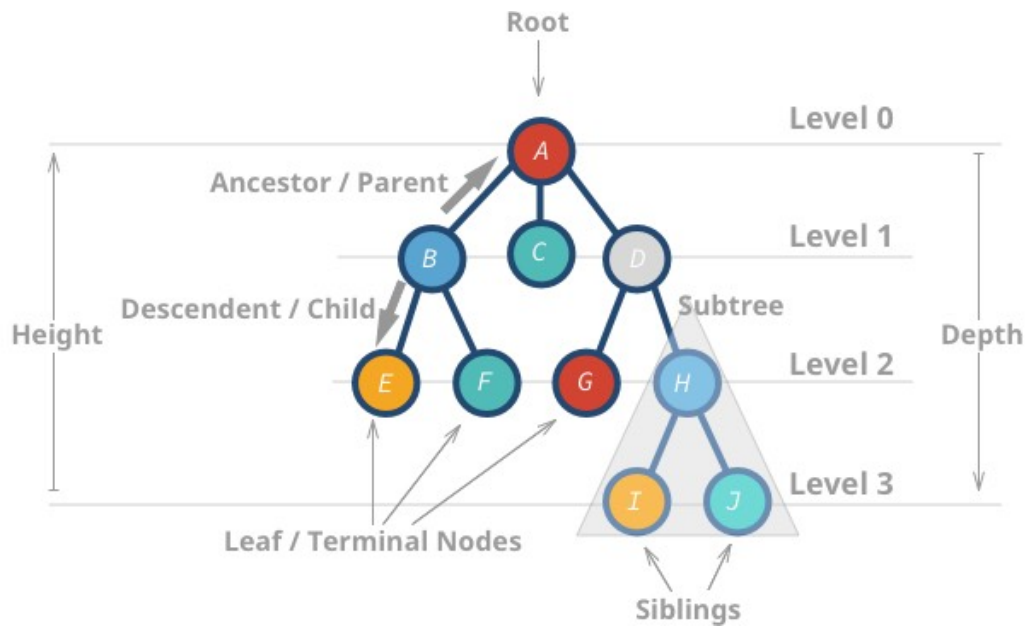 Root
Level 0
A
Ancestor / Parent
Level 1
B
C
D
Descendent / Child
Subtree
Height
Depth
Level 2
E
F
G
H
Level 3
I
J
Leaf / Terminal Nodes
Siblings